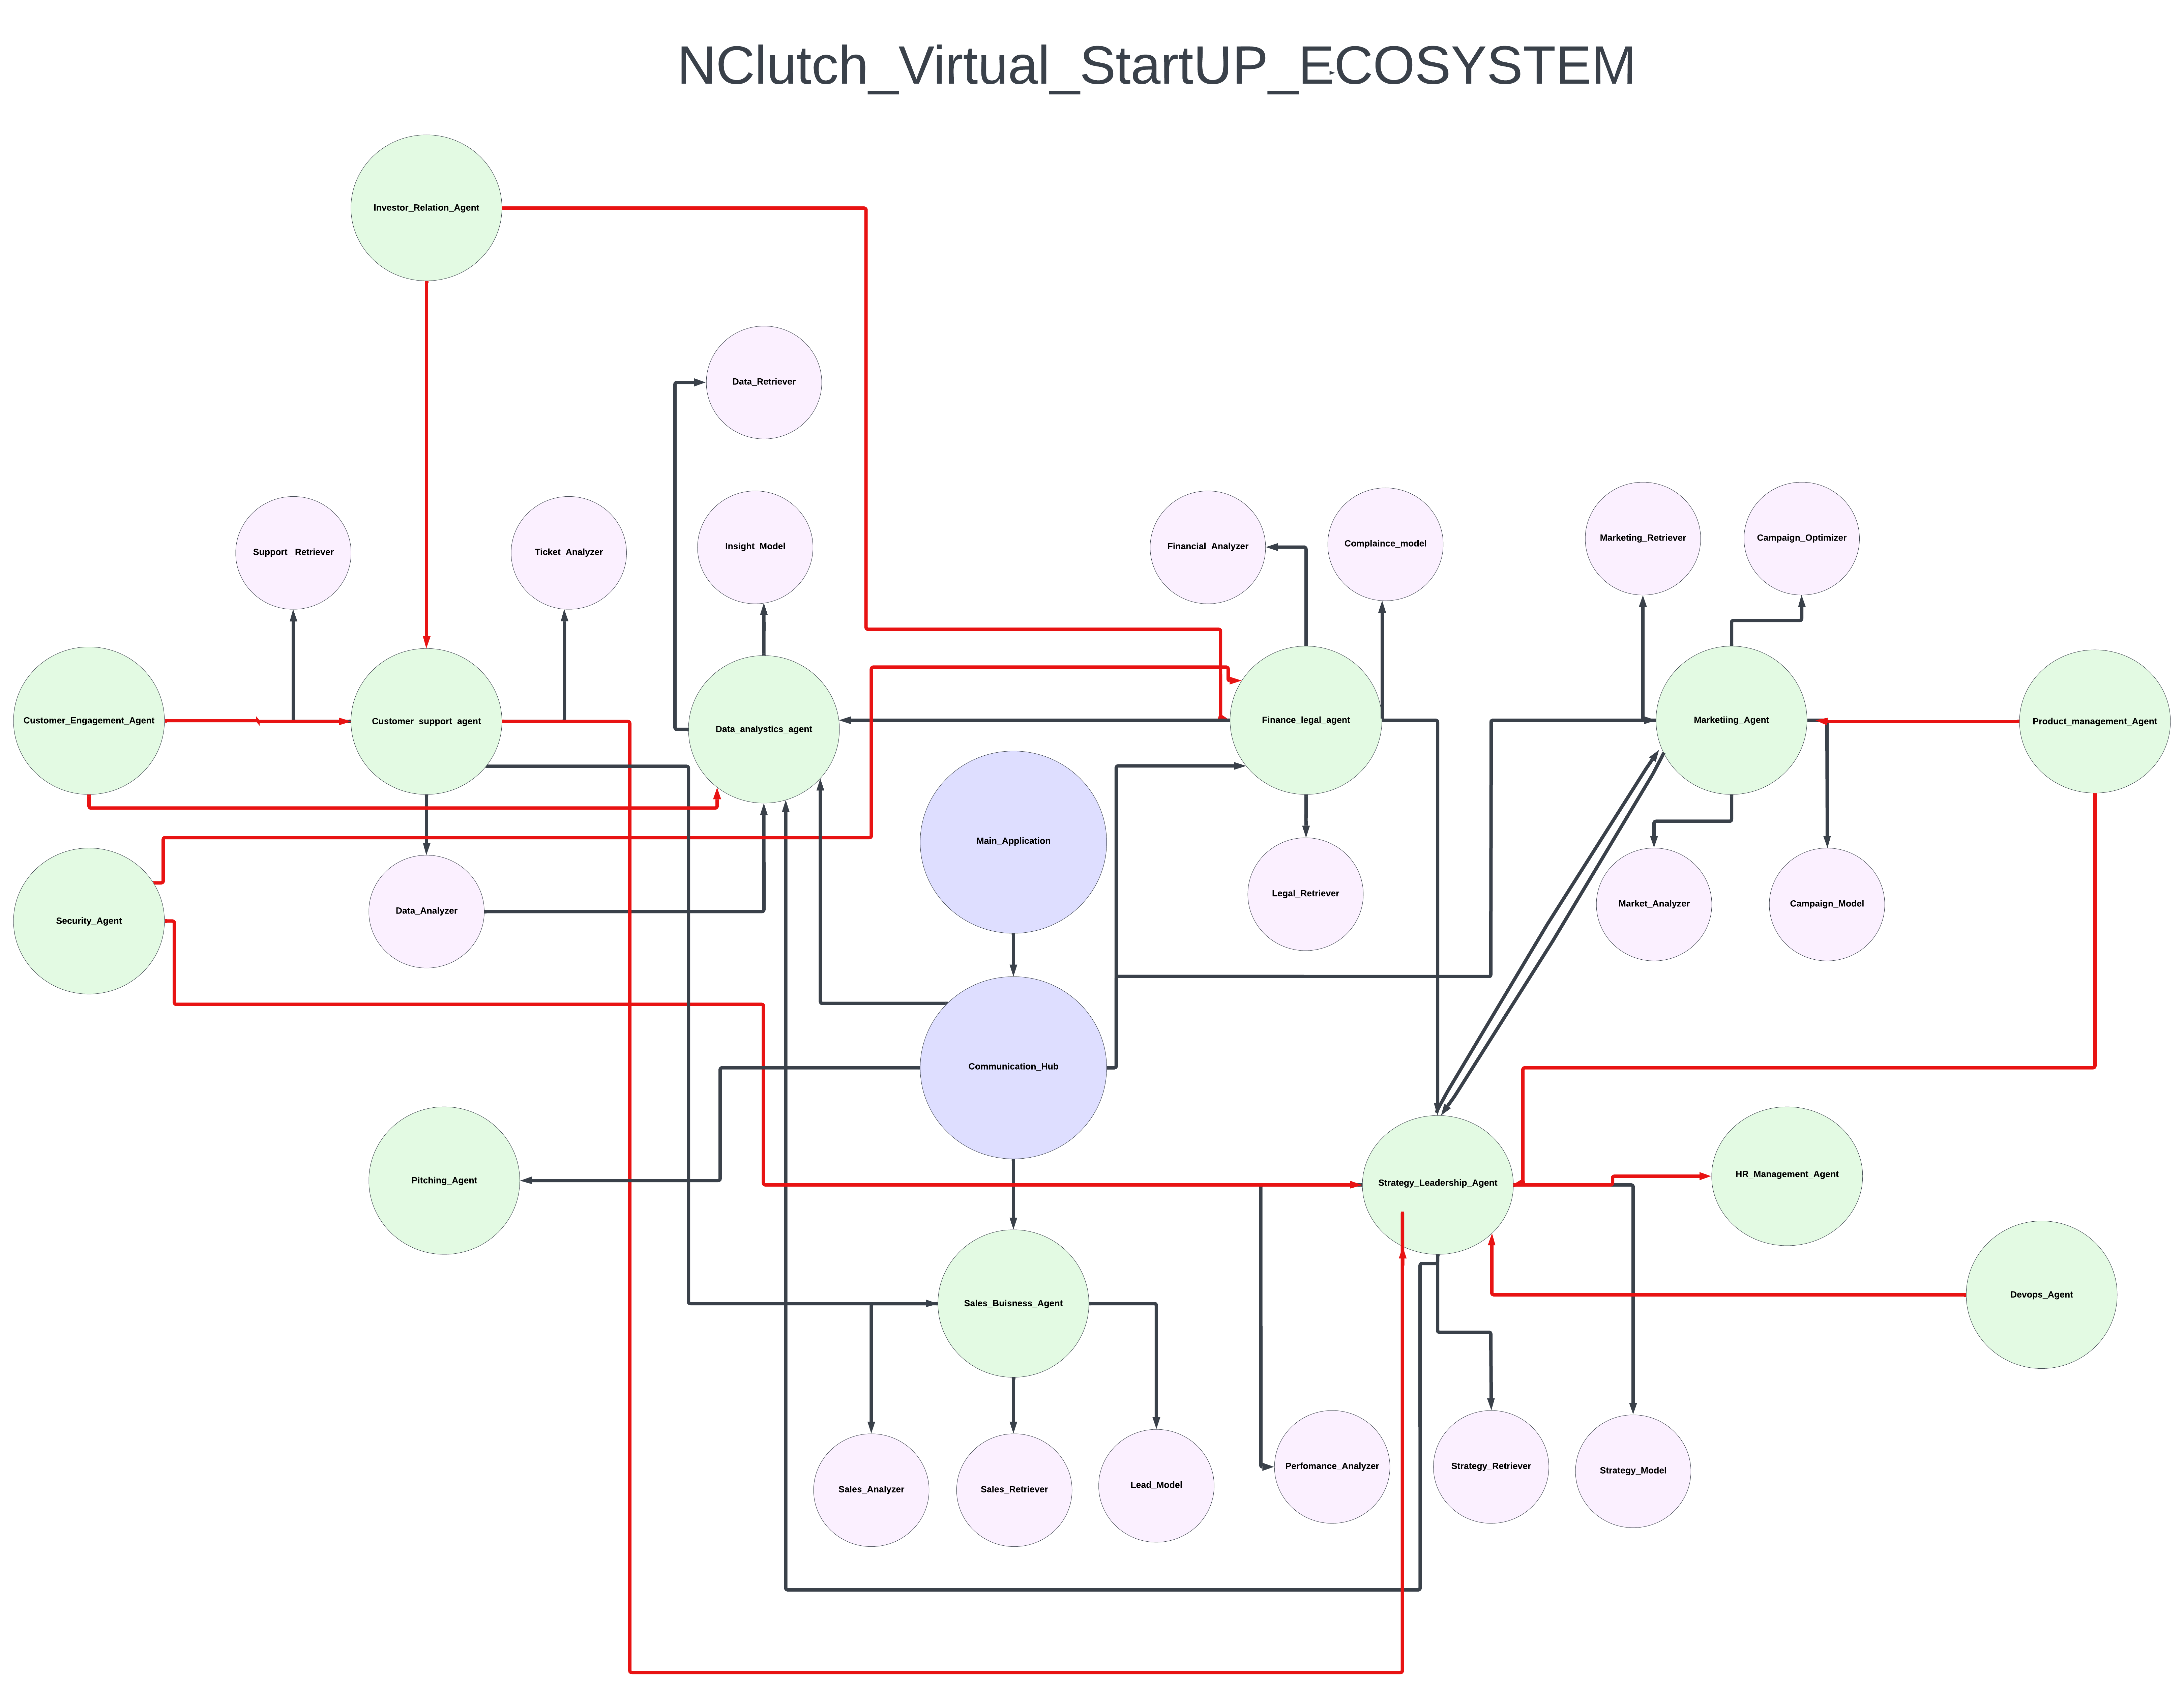 NClutch_Virtual_StartUP_ECOSYSTEM
Investor_Relation_Agent
Data_Retriever
Support _Retriever
Ticket_Analyzer
Insight_Model
Financial_Analyzer
Complaince_model
Marketing_Retriever
Campaign_Optimizer
Customer_Engagement_Agent
Customer_support_agent
Data_analystics_agent
Finance_legal_agent
Marketiing_Agent
Product_management_Agent
Main_Application
Legal_Retriever
Market_Analyzer
Campaign_Model
Security_Agent
Data_Analyzer
Communication_Hub
Pitching_Agent
Strategy_Leadership_Agent
HR_Management_Agent
Sales_Buisness_Agent
Devops_Agent
Sales_Analyzer
Sales_Retriever
Lead_Model
Perfomance_Analyzer
Strategy_Retriever
Strategy_Model